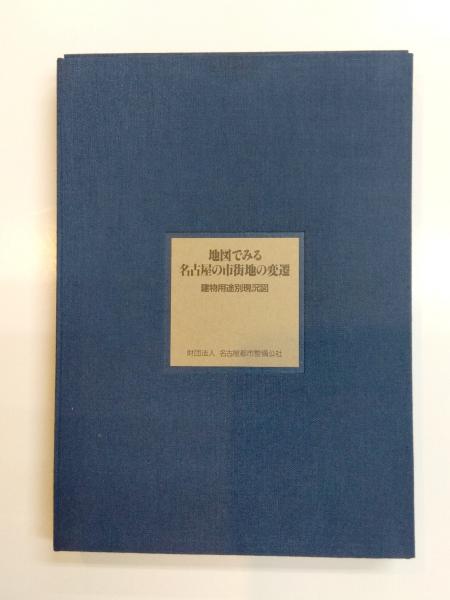 地図でみる
名古屋の市街地の変遷
建物用途別現況図
財団法人 名古屋都市整備公社